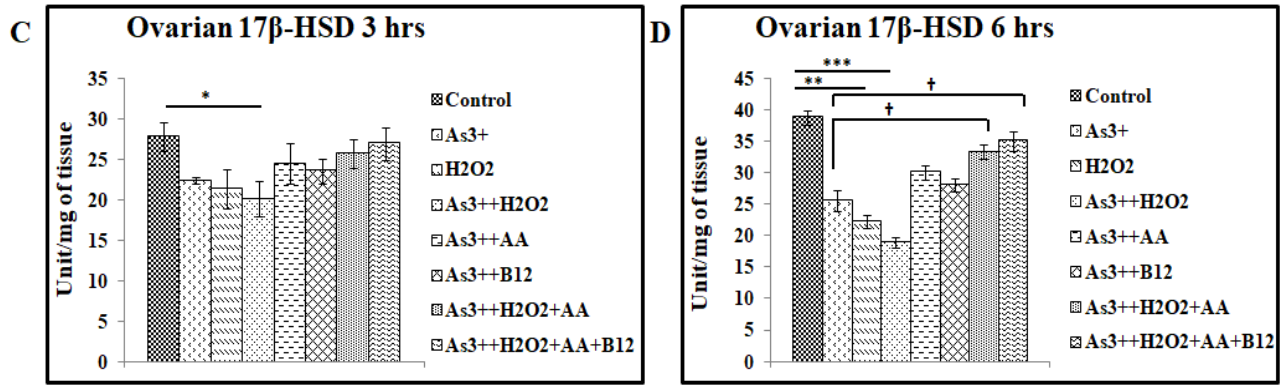 C
Ovarian 17β-HSD 3 hrs
Unit/mg of tissue
35
30
25
20
15
10
5
0
*
Control
As3+
H2O2
As3++H2O2
As3++AA
As3++B12
As3++H2O2+AA
As3++H2O2+AA+B12
D
Ovarian 17β-HSD 6 hrs
Unit/mg of tissue
45
40
35
30
25
20
15
10
5
0
***
**
†
†
Control
As3+
H2O2
As3++H2O2
As3++AA
As3++B12
As3++H2O2+AA
As3++H2O2+AA+B12